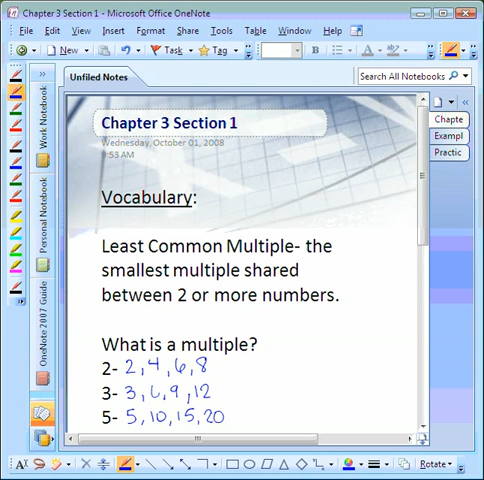 Chapter 3 Section 1 - Microsoft Office OneNote
File Edit View Insert Format Share Tools Table Window Help
New Task Tag B
Unfiled Notes Search All Notebooks
Chapter 3 Section 1
Wednesday, October 01, 2008
9:53 AM
Chapte
Exampl
Practic
Work Notebook
Personal Notebook
OneNote 2007 Guide
Vocabulary:
Least Common Multiple- the
smallest multiple shared
between 2 or more numbers.
What is a multiple?
2- 2, 4, 6, 8
3- 3, 6, 9, 12
5- 5, 10, 15, 20
Rotate